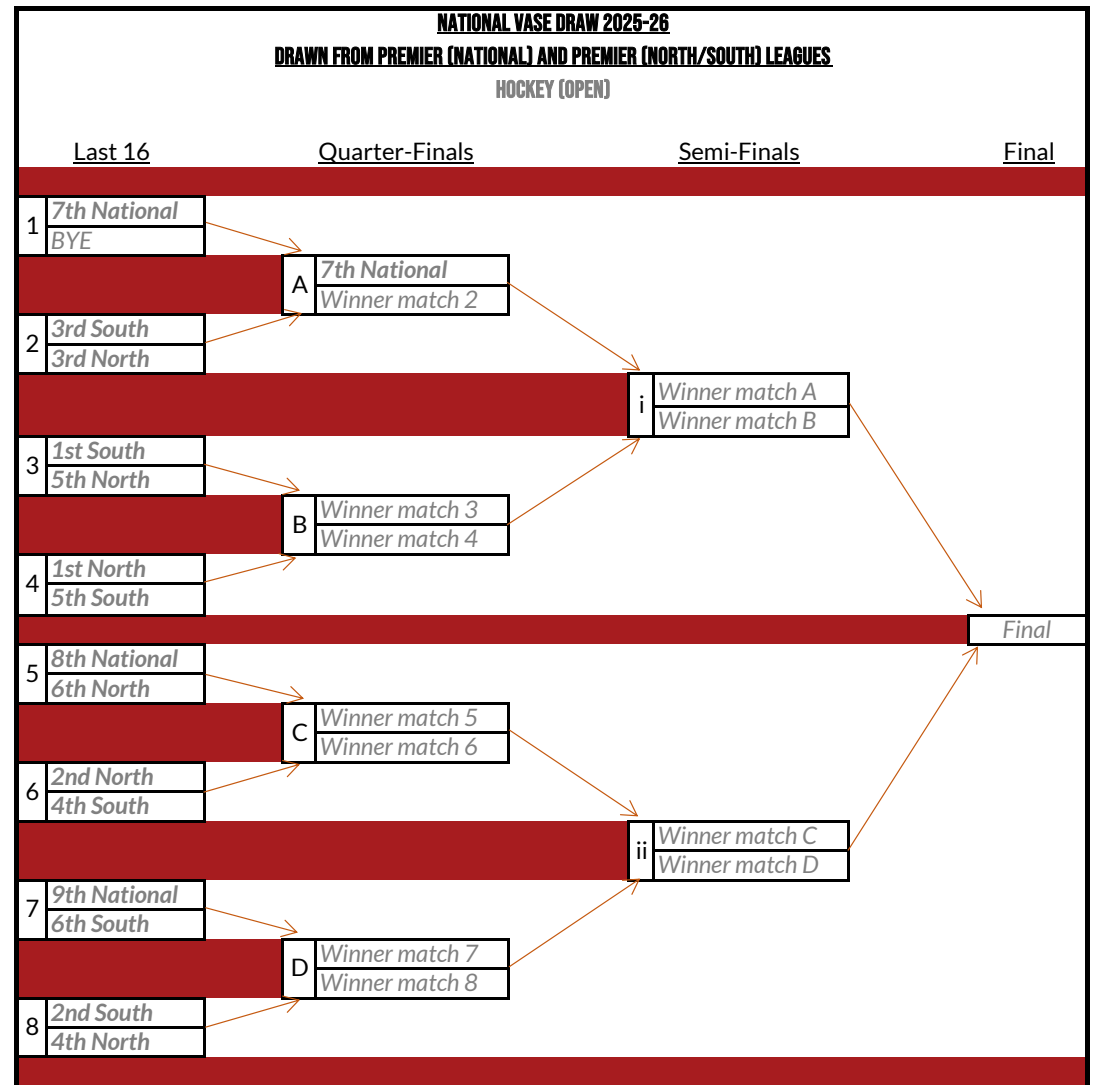 NATIONAL VASE DRAW 2025-26
DRAWN FROM PREMIER (NATIONAL) AND PREMIER (NORTH/SOUTH) LEAGUES
HOCKEY (OPEN)
Last 16 Quarter-Finals Semi-Finals Final
1
7th National
BYE
A
7th National
Winner match 2
2
3rd South
3rd North
i
Winner match A
Winner match B
3
1st South
5th North
B
Winner match 3
Winner match 4
4
1st North
5th South
Final
5
8th National
6th North
C
Winner match 5
Winner match 6
6
2nd North
4th South
ii
Winner match C
Winner match D
7
9th National
6th South
D
Winner match 7
Winner match 8
8
2nd South
4th North